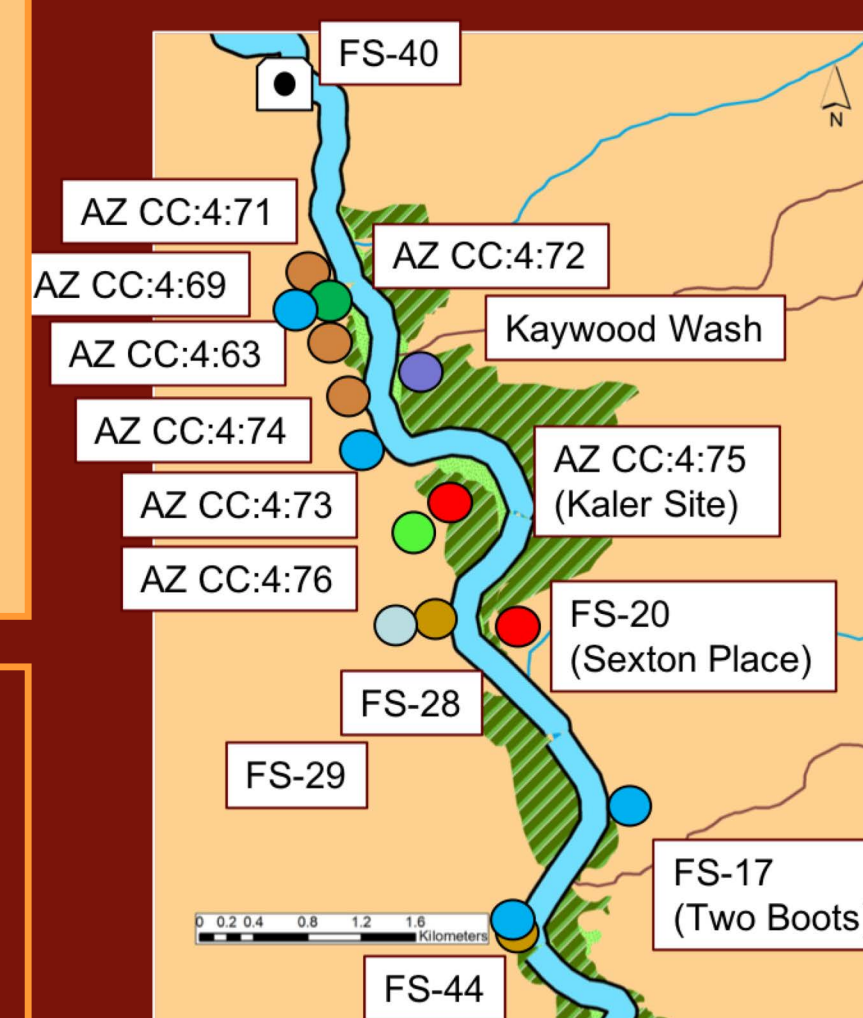 FS-40
N
AZ CC:4:71
AZ CC:4:72
AZ CC:4:69
Kaywood Wash
AZ CC:4:63
AZ CC:4:74
AZ CC:4:75
(Kaler Site)
AZ CC:4:73
AZ CC:4:76
FS-20
(Sexton Place)
FS-28
FS-29
FS-17
(Two Boots
0 0.2 0.4 0.8 1.2 1.6
Kilometers
FS-44